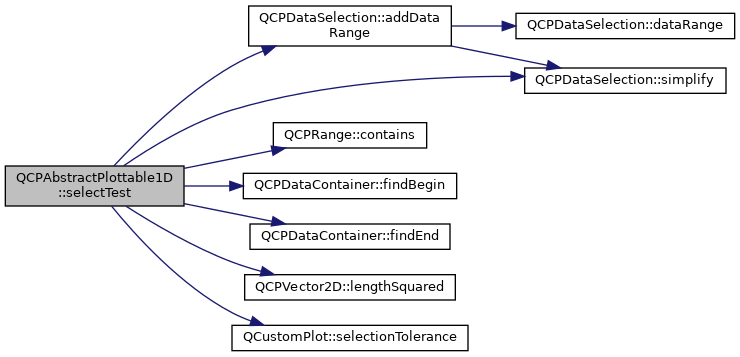 QCPDataSelection::addData
Range
QCPDataSelection::dataRange
QCPDataSelection::simplify
QCPRange::contains
QCPAbstractPlottable1D
::selectTest
QCPDataContainer::findBegin
QCPDataContainer::findEnd
QCPVector2D::lengthSquared
QCustomPlot::selectionTolerance